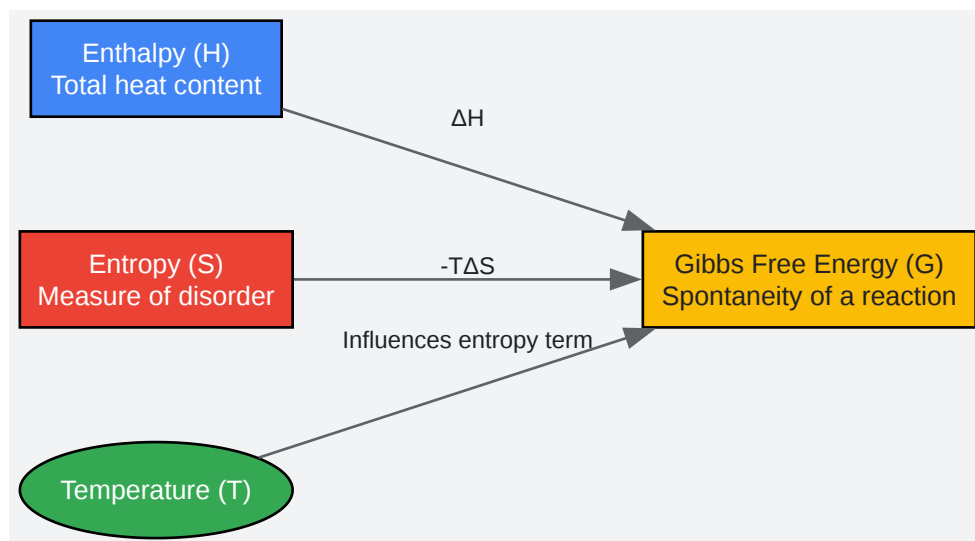 Enthalpy (H)
Total heat content
ΔH
Entropy (S)
Measure of disorder
-TΔS
Gibbs Free Energy (G)
Spontaneity of a reaction
Influences entropy term
Temperature (T)